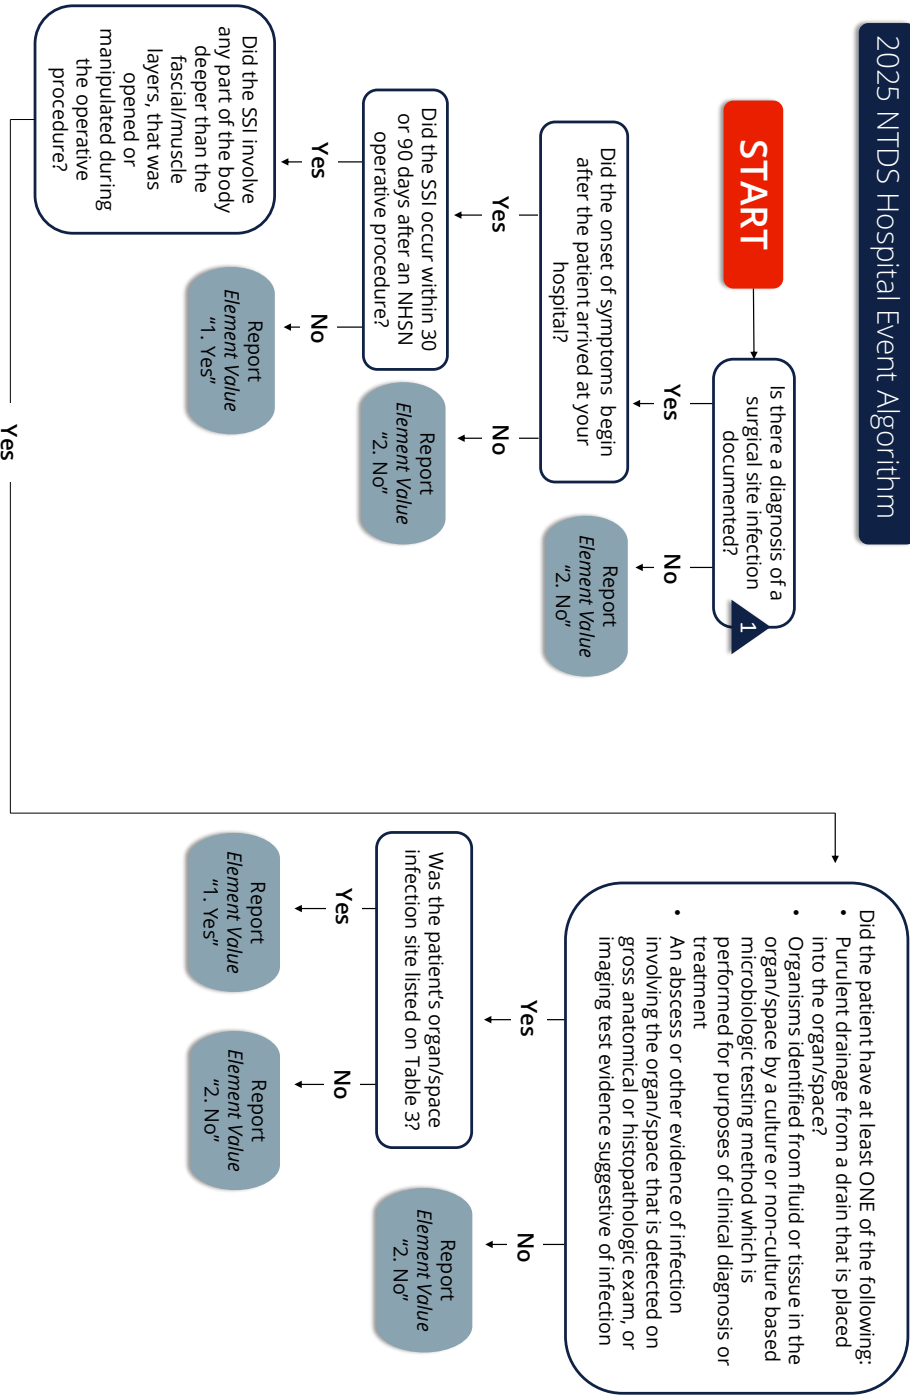 2025 NTDS Hospital Event Algorithm
START
Is there a diagnosis of a
surgical site infection
documented?
1
Yes
No
Report
Element Value
“2. No”
Did the onset of symptoms begin
after the patient arrived at your
hospital?
Yes
No
Report
Element Value
“2. No”
Did the SSI occur within 30
or 90 days after an NHSN
operative procedure?
Yes
No
Report
Element Value
“1. Yes”
Did the SSI involve
any part of the body
deeper than the
fascial/muscle
layers, that was
opened or
manipulated during
the operative
procedure?
Yes
Did the patient have at least ONE of the following:
• Purulent drainage from a drain that is placed
into the organ/space?
• Organisms identified from fluid or tissue in the
organ/space by a culture or non-culture based
microbiologic testing method which is
performed for purposes of clinical diagnosis or
treatment
• An abscess or other evidence of infection
involving the organ/space that is detected on
gross anatomical or histopathologic exam, or
imaging test evidence suggestive of infection
Yes
No
Report
Element Value
“2. No”
Was the patient’s organ/space
infection site listed on Table 3?
Yes
No
Report
Element Value
“1. Yes”
Report
Element Value
“2. No”